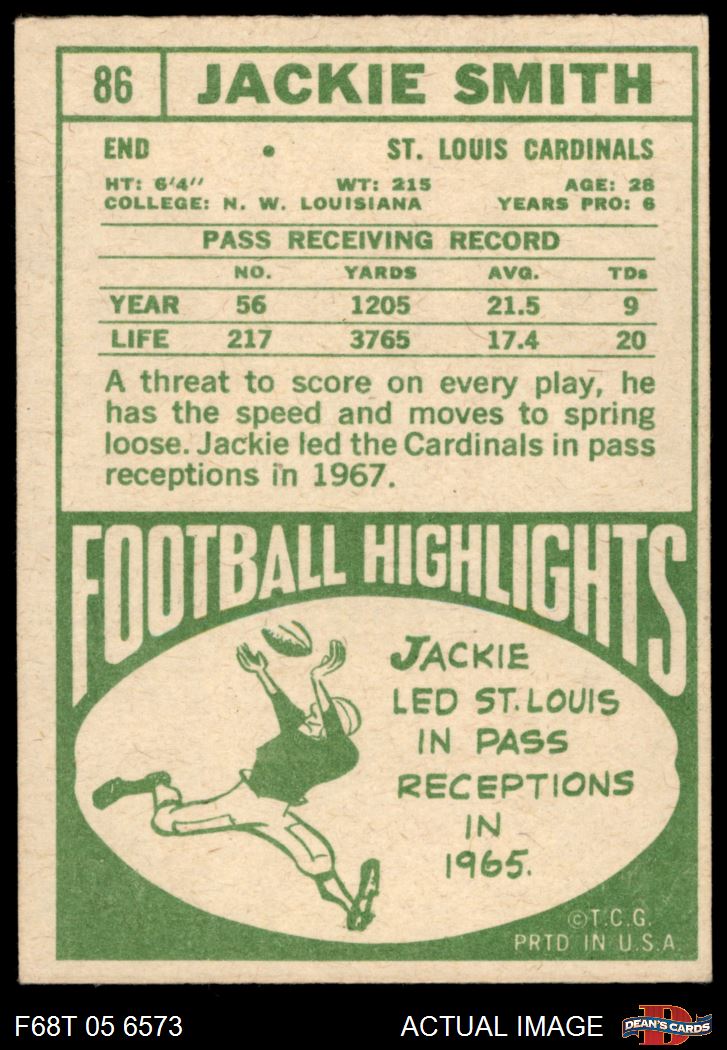 86 JACKIE SMITH
END • ST. LOUIS CARDINALS
HT: 6'4" WT: 215 AGE: 28
COLLEGE: N. W. LOUISIANA YEARS PRO: 6
PASS RECEIVING RECORD
NO. YARDS AVG. TDs
YEAR 56 1205 21.5 9
LIFE 217 3765 17.4 20
A threat to score on every play, he
has the speed and moves to spring
loose. Jackie led the Cardinals in pass
receptions in 1967.
FOOTBALL HIGHLIGHTS
JACKIE
LED ST. LOUIS
IN PASS
RECEPTIONS
IN
1965.
©T.C.G.
PRTD IN U.S.A.
F68T 05 6573 ACTUAL IMAGE D DEAN'S CARDS